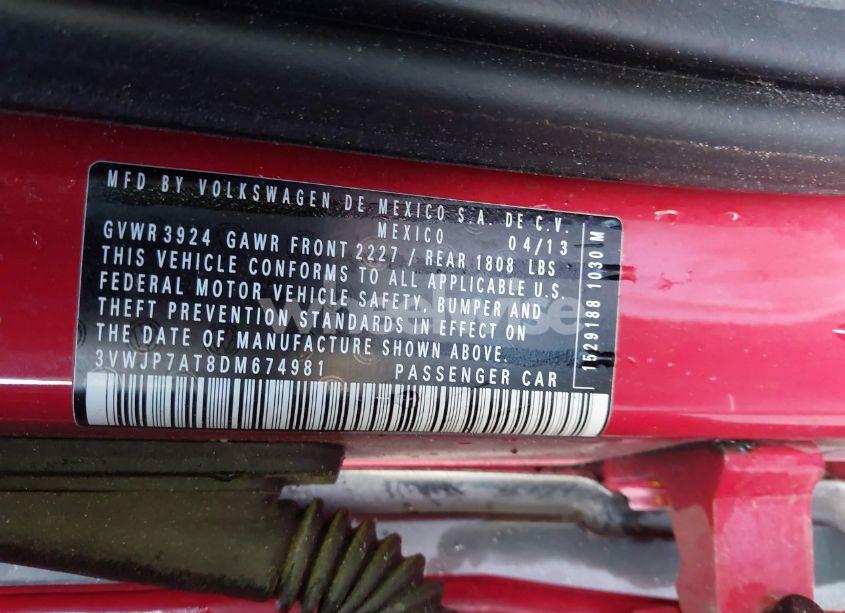 MFD BY VOLKSWAGEN DE MEXICO S.A. DE C.V.
MEXICO 04/13
GVWR 3924 GAWR FRONT 2227 / REAR 1808 LBS
THIS VEHICLE CONFORMS TO ALL APPLICABLE U.S.
FEDERAL MOTOR VEHICLE SAFETY, BUMPER AND
THEFT PREVENTION STANDARDS IN EFFECT ON
THE DATE OF MANUFACTURE SHOWN ABOVE.
3VWJP7AT8DM674981 PASSENGER CAR
1529188 1030 M